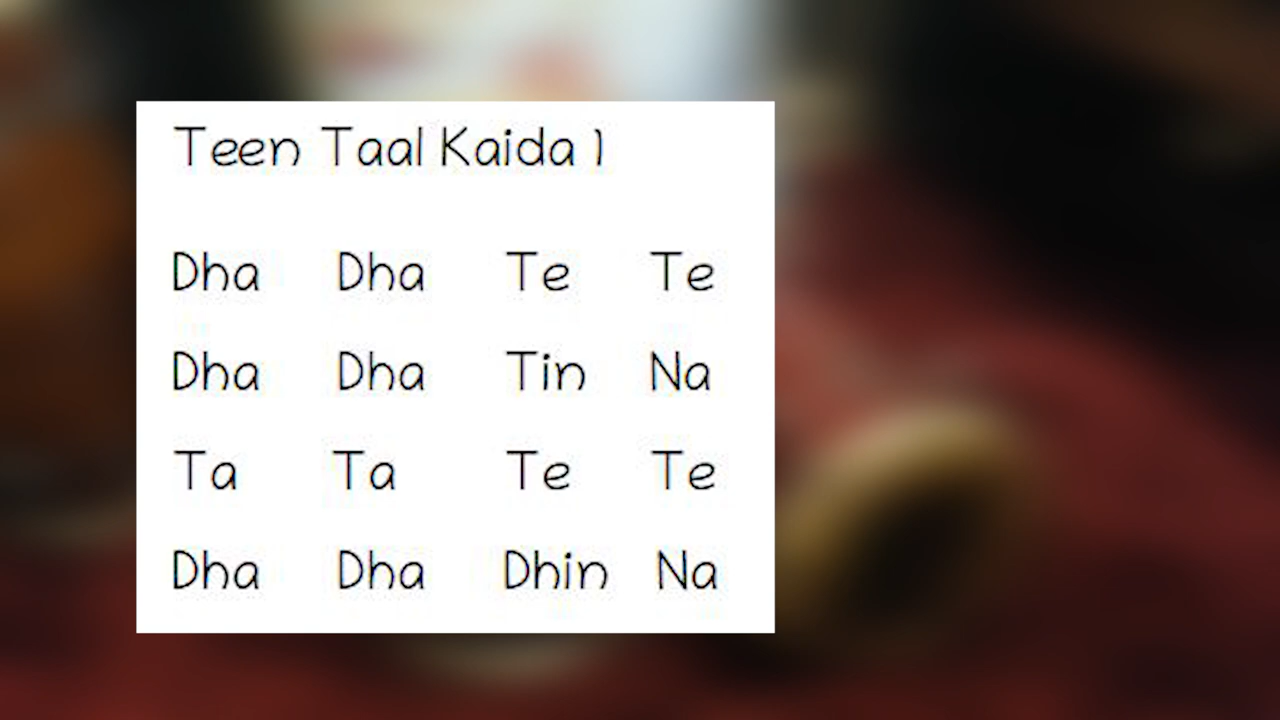 Teen Taal Kaida 1
Dha Dha Te Te
Dha Dha Tin Na
Ta Ta Te Te
Dha Dha Dhin Na